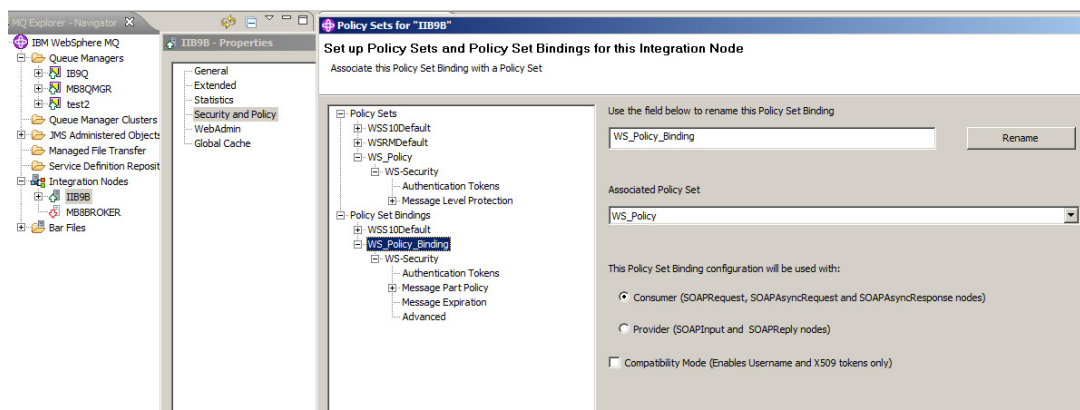 MQ Explorer - Navigator
IBM WebSphere MQ
Queue Managers
IB9Q
MB8QMGR
test2
Queue Manager Clusters
JMS Administered Objects
Managed File Transfer
Service Definition Reposit
Integration Nodes
IIB9B
MB8BROKER
Bar Files
IIB9B - Properties
General
Extended
Statistics
Security and Policy
WebAdmin
Global Cache
Policy Sets for "IIB9B"
Set up Policy Sets and Policy Set Bindings for this Integration Node
Associate this Policy Set Binding with a Policy Set
Policy Sets
WSS10Default
WSRMDefault
WS_Policy
WS-Security
Authentication Tokens
Message Level Protection
Policy Set Bindings
WSS10Default
WS_Policy_Binding
WS-Security
Authentication Tokens
Message Part Policy
Message Expiration
Advanced
Use the field below to rename this Policy Set Binding
WS_Policy_Binding
Rename
Associated Policy Set
WS_Policy
This Policy Set Binding configuration will be used with:
Consumer (SOAPRequest, SOAPAsyncRequest and SOAPAsyncResponse nodes)
Provider (SOAPInput and SOAPReply nodes)
Compatibility Mode (Enables Username and X509 tokens only)